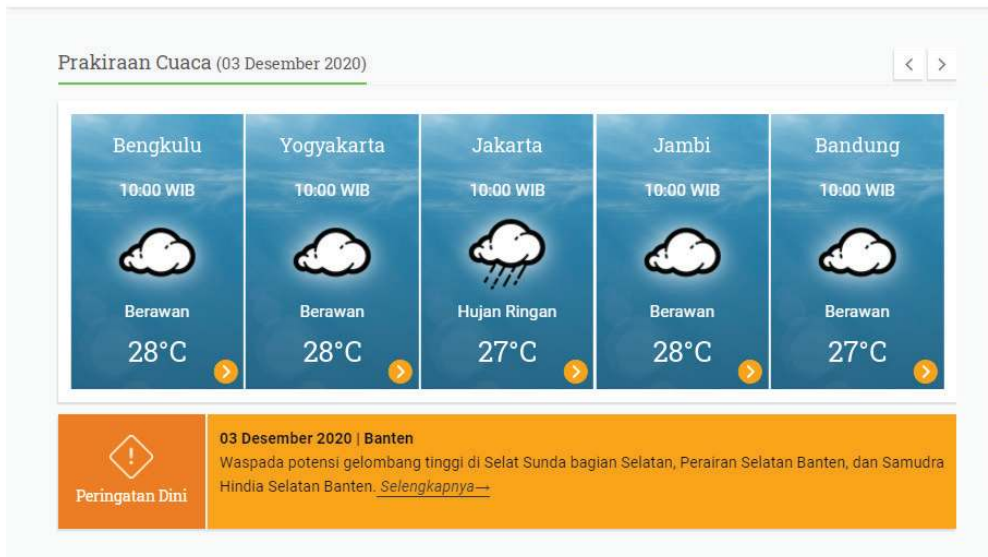 Prakiraan Cuaca (03 Desember 2020)
Bengkulu
10:00 WIB
Berawan
28°C
Yogyakarta
10:00 WIB
Berawan
28°C
Jakarta
10:00 WIB
Hujan Ringan
27°C
Jambi
10:00 WIB
Berawan
28°C
Bandung
10:00 WIB
Berawan
27°C
Peringatan Dini
03 Desember 2020 | Banten
Waspada potensi gelombang tinggi di Selat Sunda bagian Selatan, Perairan Selatan Banten, dan Samudra
Hindia Selatan Banten. Selengkapnya→